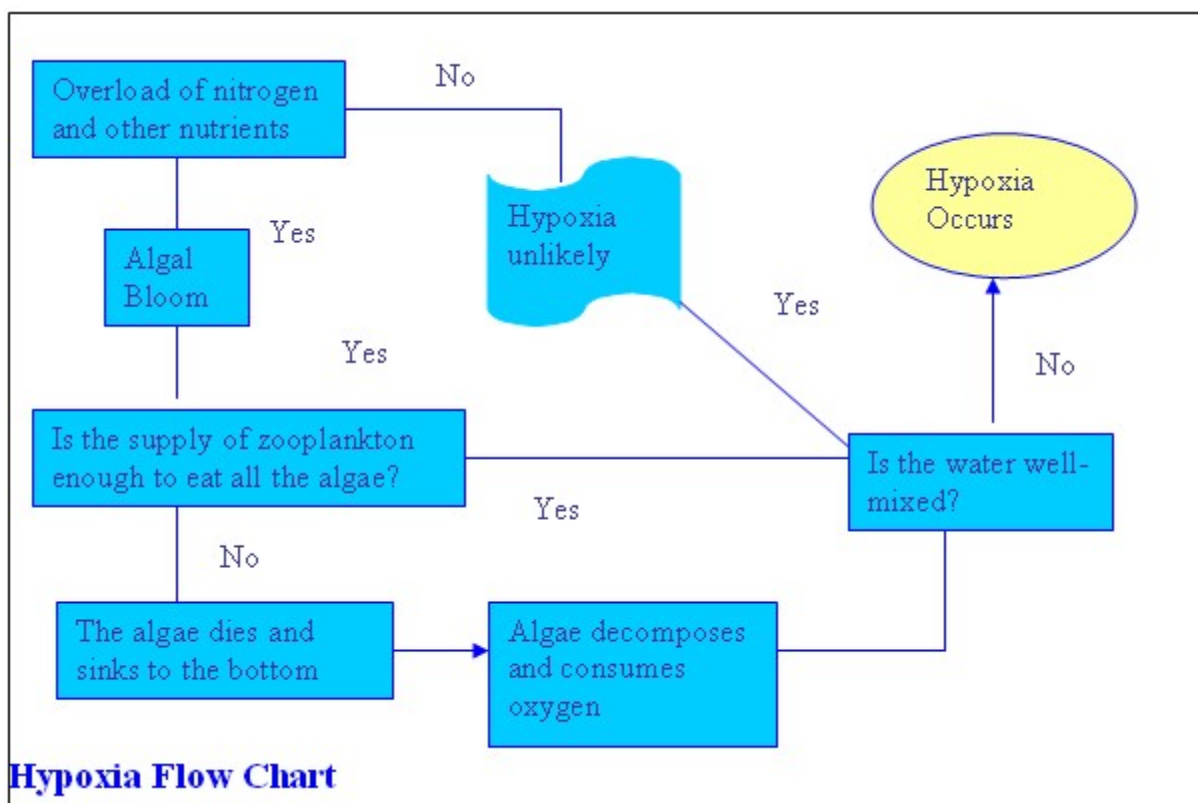 Overload of nitrogen
and other nutrients
No
Yes
Algal
Bloom
Hypoxia
unlikely
Hypoxia
Occurs
Yes
Yes
No
Is the supply of zooplankton
enough to eat all the algae?
Yes
Is the water well-
mixed?
No
The algae dies and
sinks to the bottom
Algae decomposes
and consumes
oxygen
Hypoxia Flow Chart